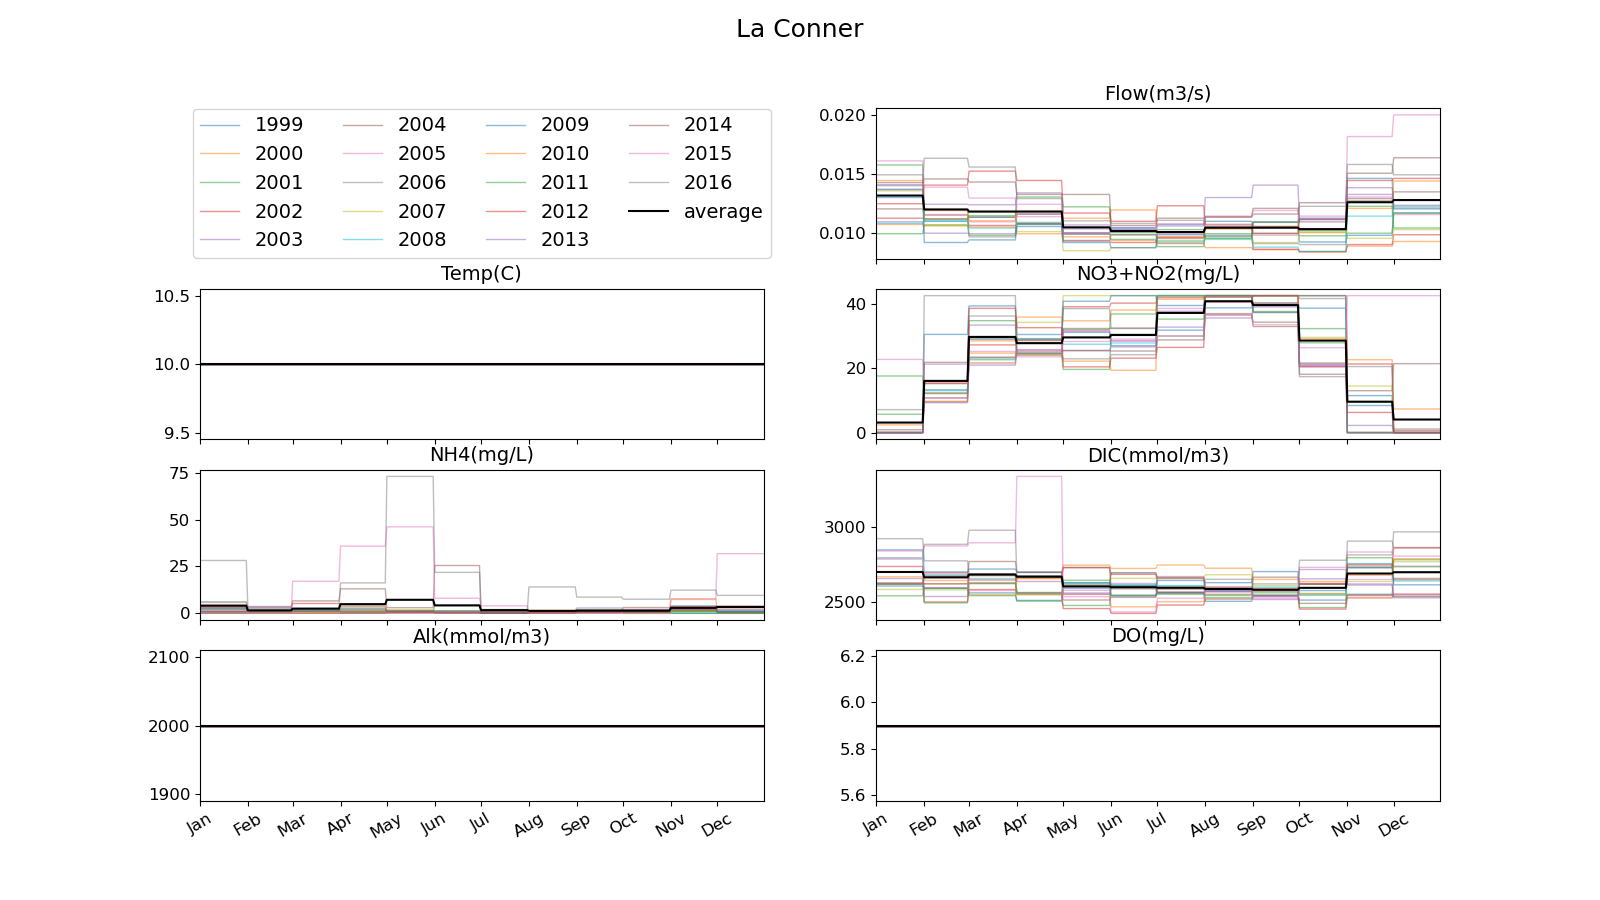 La Conner
1999 2004 2009 2014
2000 2005 2010 2015
2001 2006 2011 2016
2002 2007 2012 average
2003 2008 2013
Flow(m3/s)
0.020
0.015
0.010
Temp(C)
10.5
10.0
9.5
NO3+NO2(mg/L)
40
20
0
NH4(mg/L)
75
50
25
0
DIC(mmol/m3)
3000
2500
Alk(mmol/m3)
2100
2000
1900
Jan Feb Mar Apr May Jun Jul Aug Sep Oct Nov Dec
DO(mg/L)
6.2
6.0
5.8
5.6
Jan Feb Mar Apr May Jun Jul Aug Sep Oct Nov Dec